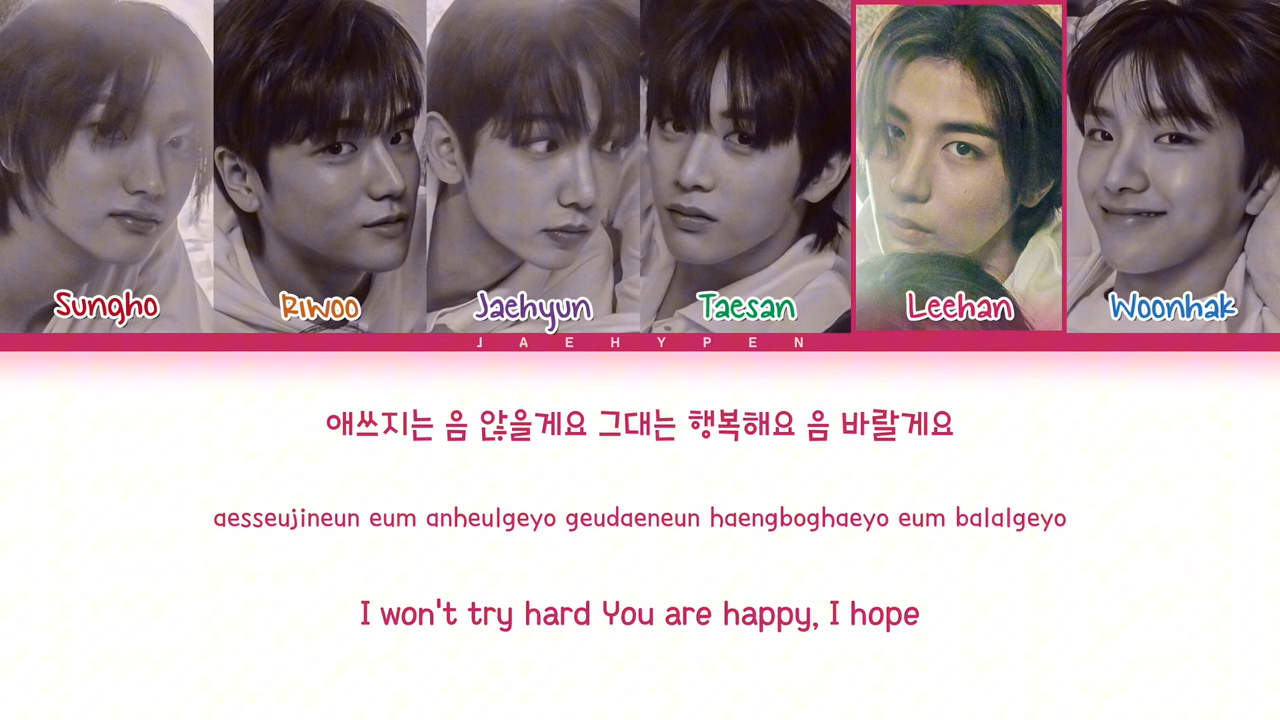 Sungho
Riwoo
Jaehyun
Taesan
Leehan
Woonhak
JAEHYPEN
애쓰지는 음 않을게요 그대는 행복해요 음 바랄게요
aesseujineun eum anheulgeyo geudaeneun haengboghaeyo eum balalgeyo
I won't try hard You are happy, I hope